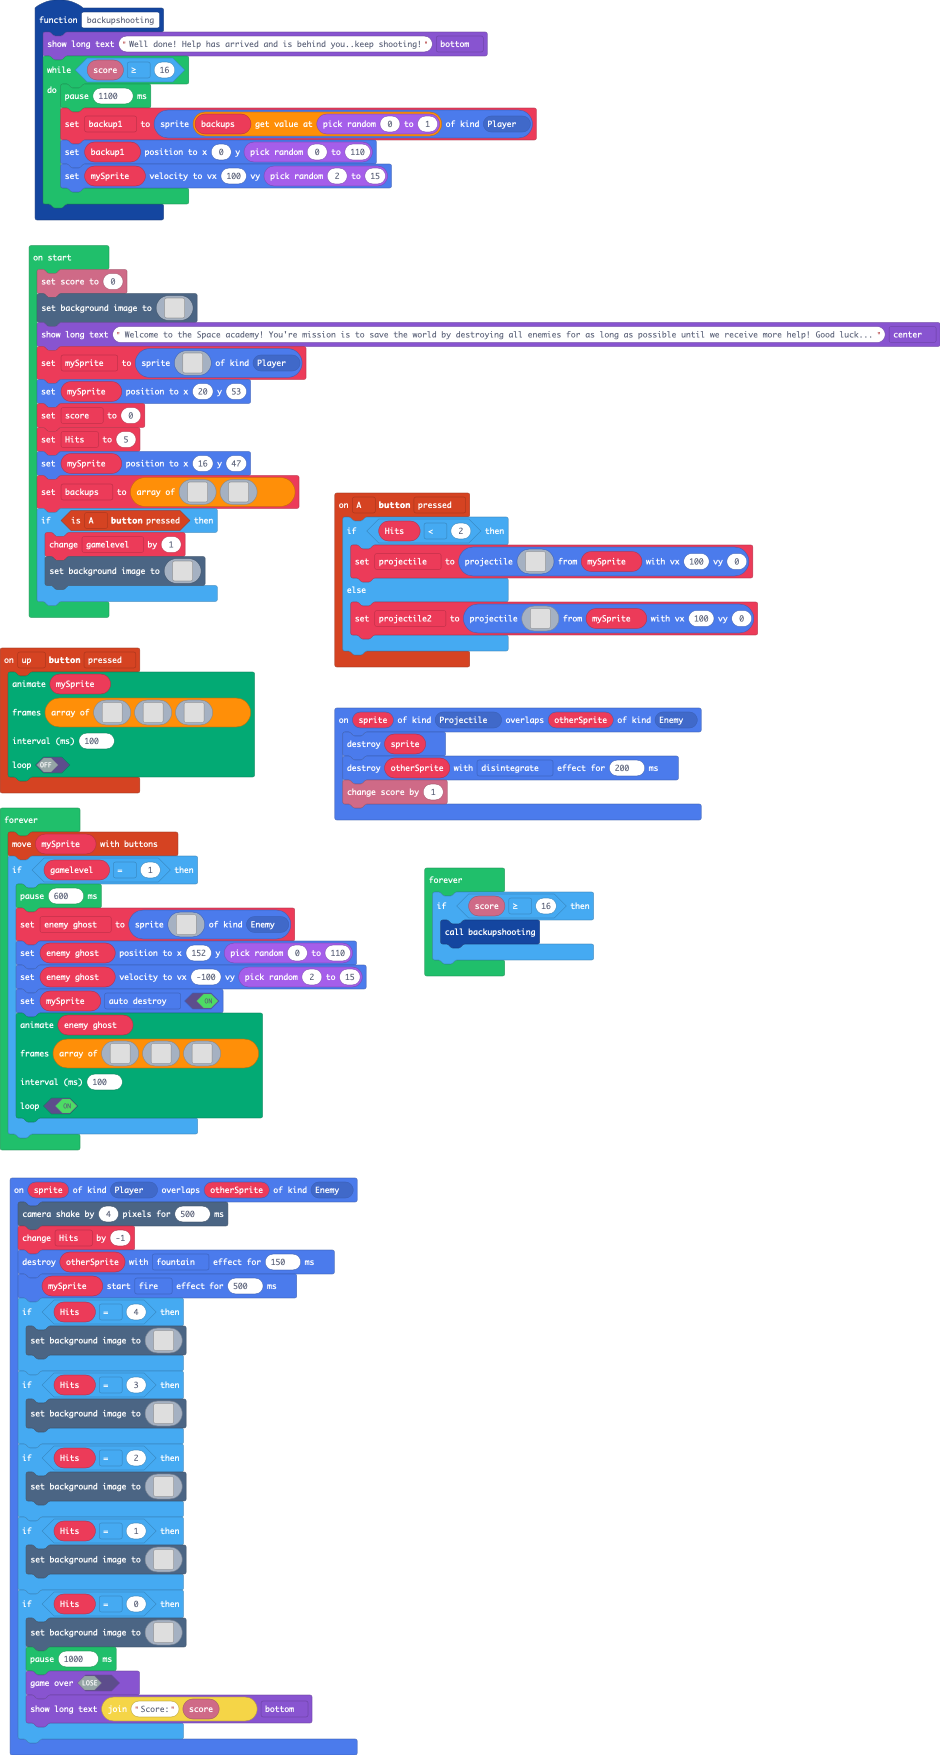 function backupshooting
show long text "Well done! Help has arrived and is behind you..keep shooting!" bottom
while score ≥ 16
do
pause 1100 ms
set backup1 to sprite backups get value at pick random 0 to 1 of kind Player
set backup1 position to x 0 y pick random 0 to 110
set mySprite velocity to vx 100 vy pick random 2 to 15
on start
set score to 0
set background image to
show long text " Welcome to the Space academy! You're mission is to save the world by destroying all enemies for as long as possible until we receive more help! Good luck... " center
set mySprite to sprite of kind Player
set mySprite position to x 20 y 53
set score to 0
set Hits to 5
set mySprite position to x 16 y 47
set backups to array of
if is A button pressed then
change gamelevel by 1
set background image to
on A button pressed
if Hits < 2 then
set projectile to projectile from mySprite with vx 100 vy 0
else
set projectile2 to projectile from mySprite with vx 100 vy 0
on up button pressed
animate mySprite
frames array of
interval (ms) 100
loop OFF
on sprite of kind Projectile overlaps otherSprite of kind Enemy
destroy sprite
destroy otherSprite with disintegrate effect for 200 ms
change score by 1
forever
move mySprite with buttons
if gamelevel = 1 then
pause 600 ms
set enemy ghost to sprite of kind Enemy
set enemy ghost position to x 152 y pick random 0 to 110
set enemy ghost velocity to vx -100 vy pick random 2 to 15
set mySprite auto destroy ON
animate enemy ghost
frames array of
interval (ms) 100
loop ON
forever
if score ≥ 16 then
call backupshooting
on sprite of kind Player overlaps otherSprite of kind Enemy
camera shake by 4 pixels for 500 ms
change Hits by -1
destroy otherSprite with fountain effect for 150 ms
mySprite start fire effect for 500 ms
if Hits = 4 then
set background image to
if Hits = 3 then
set background image to
if Hits = 2 then
set background image to
if Hits = 1 then
set background image to
if Hits = 0 then
set background image to
pause 1000 ms
game over LOSE
show long text join "Score:" score bottom